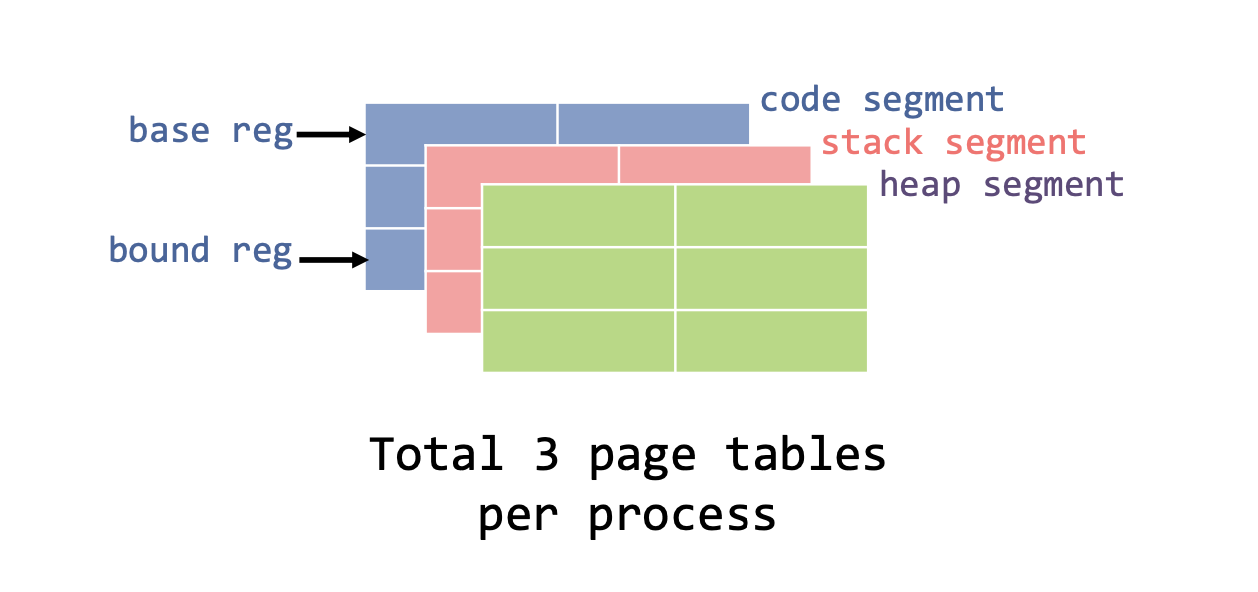 code segment
base reg
stack segment
heap segment
bound reg
Total 3 page tables
per process